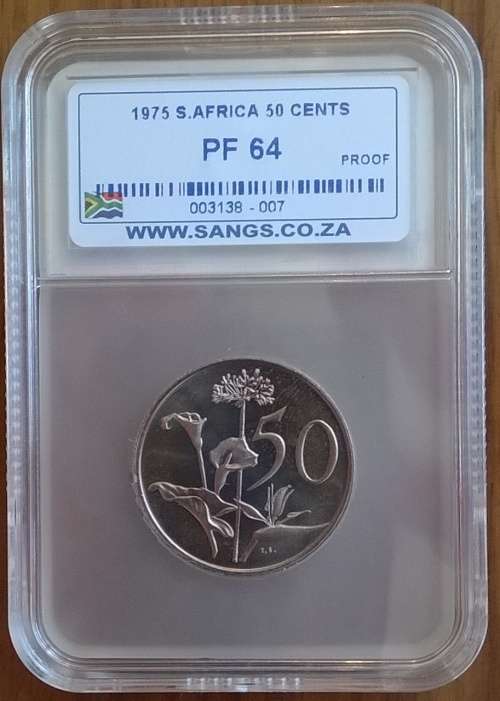 1975 S.AFRICA 50 CENTS
PF 64
PROOF
003138 - 007
WWW.SANGS.CO.ZA
50
T.S.